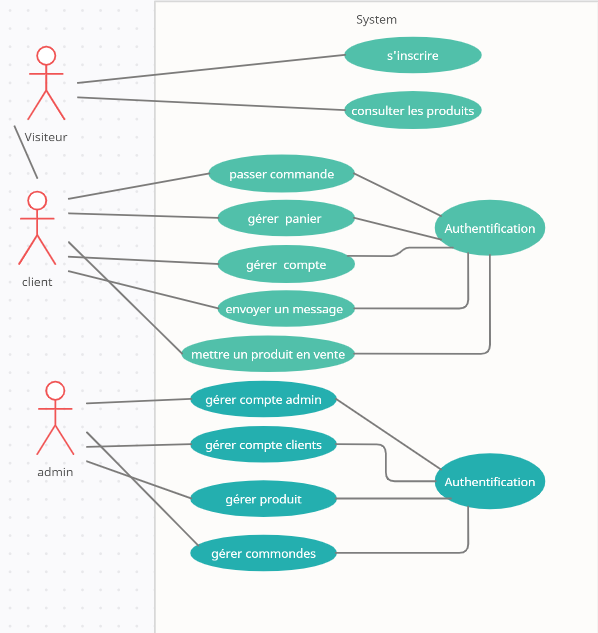 System
s'inscrire
consulter les produits
Visiteur
passer commande
gérer panier
Authentification
gérer compte
client
envoyer un message
mettre un produit en vente
gérer compte admin
gérer compte clients
admin
Authentification
gérer produit
gérer commondes